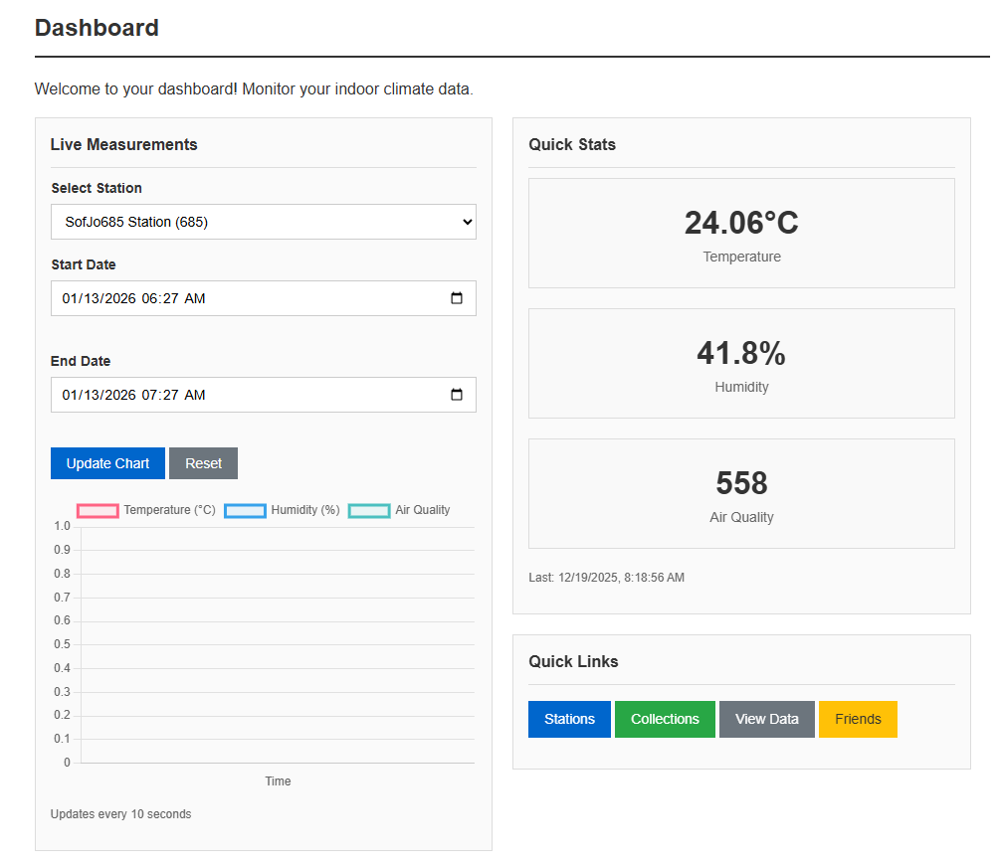 Dashboard
Welcome to your dashboard! Monitor your indoor climate data.
Live Measurements
Select Station
SofJo685 Station (685)
Start Date
01/13/2026 06:27 AM
End Date
01/13/2026 07:27 AM
Update Chart Reset
Temperature (°C) Humidity (%) Air Quality
1.0
0.9
0.8
0.7
0.6
0.5
0.4
0.3
0.2
0.1
0
Time
Updates every 10 seconds
Quick Stats
24.06°C
Temperature
41.8%
Humidity
558
Air Quality
Last: 12/19/2025, 8:18:56 AM
Quick Links
Stations Collections View Data Friends